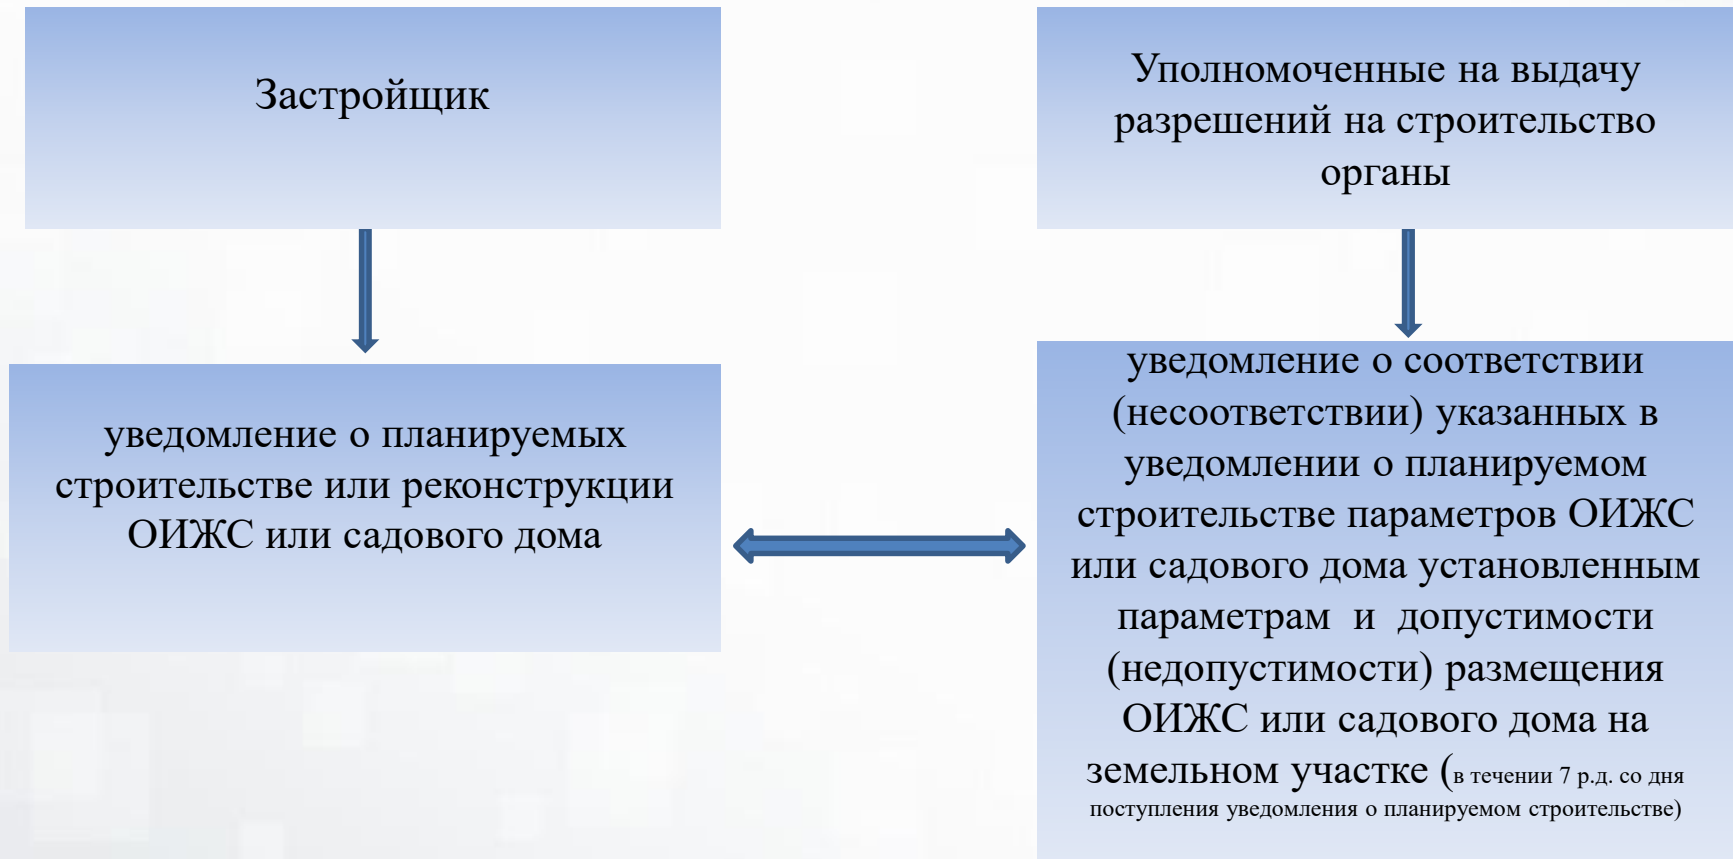 Застройщик
Уполномоченные на выдачу
разрешений на строительство
органы
уведомление о планируемых
строительстве или реконструкции
ОИЖС или садового дома
уведомление о соответствии
(несоответствии) указанных в
уведомлении о планируемом
строительстве параметров ОИЖС
или садового дома установленным
параметрам и допустимости
(недопустимости) размещения
ОИЖС или садового дома на
земельном участке (в течении 7 р.д. со дня
поступления уведомления о планируемом строительстве)